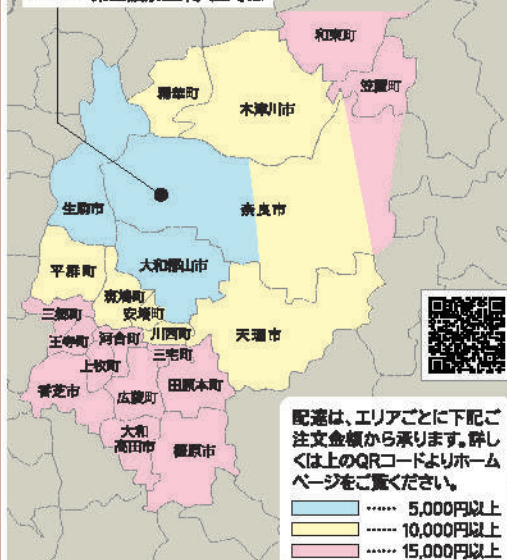 和束町
笠置町
精華町
木津川市
生駒市
奈良市
大和郡山市
平群町
斑鳩町
安堵町
三郷町
川西町
天理市
王寺町
河合町
三宅町
上牧町
香芝市
広陵町
田原本町
大和
高田市
橿原市
配達は、エリアごとに下記ご
注文金額から承ります。詳し
くは上のQRコードよりホーム
ページをご覧ください。
…… 5,000円以上
…… 10,000円以上
…… 15,000円以上